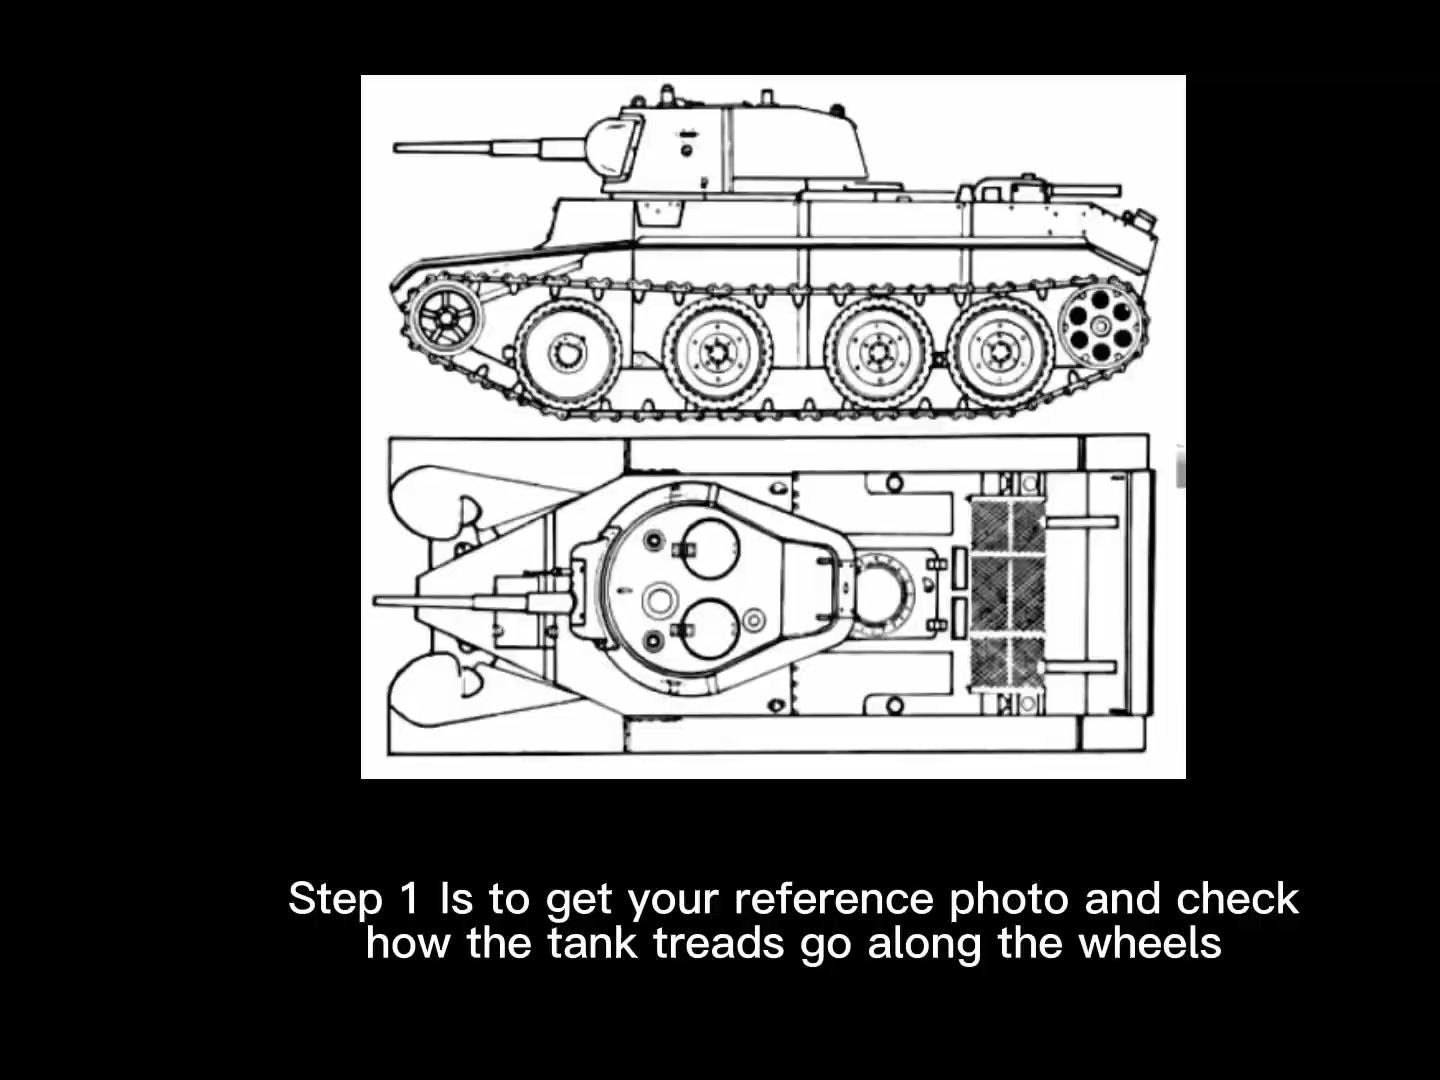 Step 1 Is to get your reference photo and check
how the tank treads go along the wheels